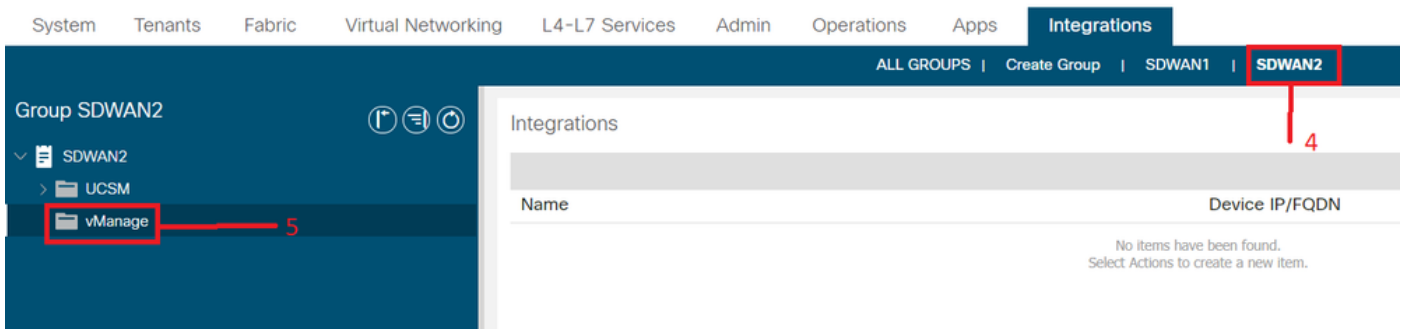 System Tenants Fabric Virtual Networking L4-L7 Services Admin Operations Apps Integrations
ALL GROUPS | Create Group | SDWAN1 | SDWAN2
4
Group SDWAN2
SDWAN2
UCSM
vManage
5
Integrations
Name Device IP/FQDN
No items have been found.
Select Actions to create a new item.